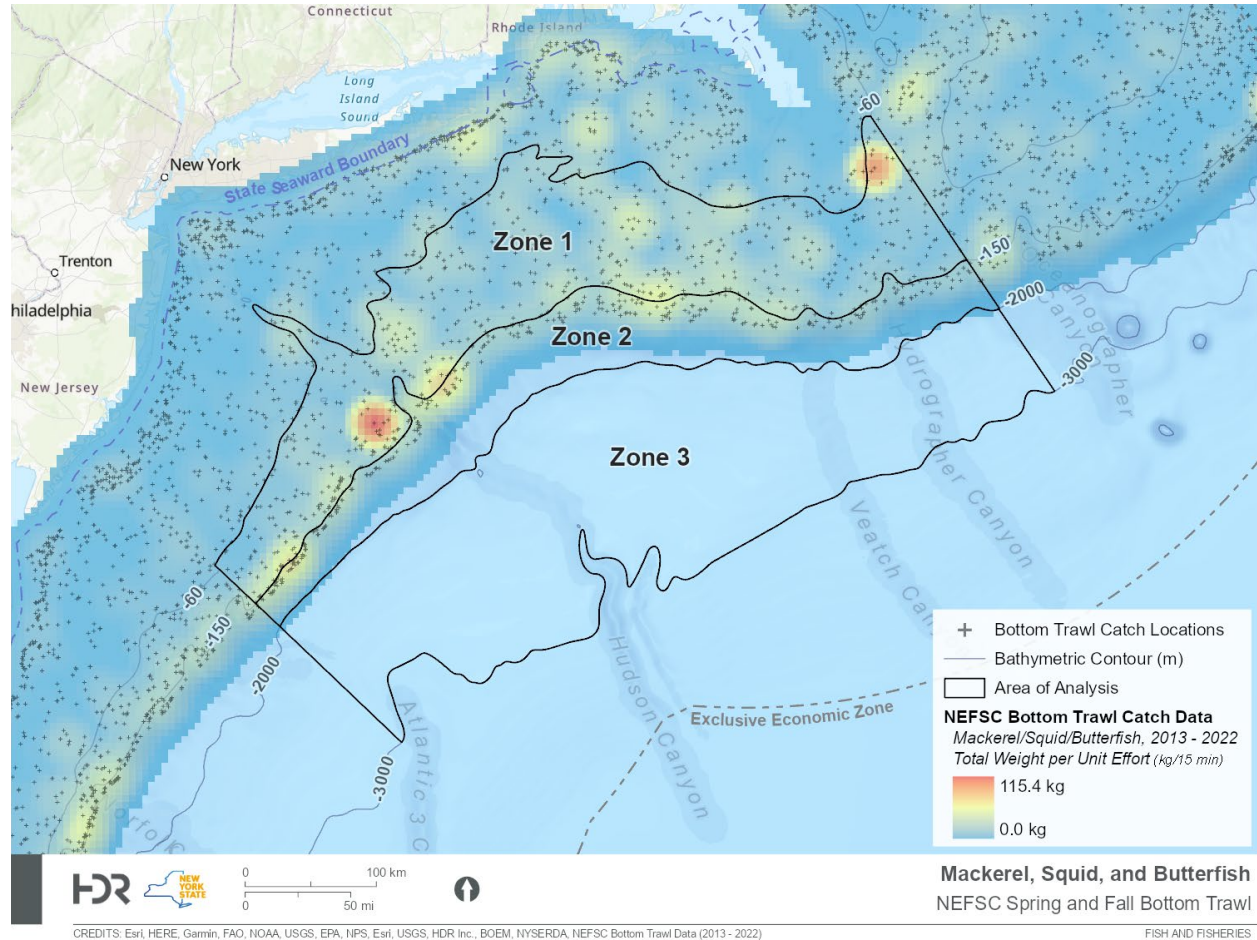 Connecticut
Rhode Island
Long
Island
Sound
New York
State Seaward Boundary
Trenton
hiladelphia
New Jersey
-60
Zone 1
-150
-2000
Oceanographer
Canyon
Zone 2
-3000
Hydrographer Canyon
Zone 3
Veatch Canyon
-60
-150
-2000
-3000
Hudson Canyon
Atlantic 3 C
Exclusive Economic Zone
Bottom Trawl Catch Locations
Bathymetric Contour (m)
Area of Analysis
NEFSC Bottom Trawl Catch Data
Mackerel/Squid/Butterfish, 2013 - 2022
Total Weight per Unit Effort (kg/15 min)
115.4 kg
0.0 kg
HDR
NEW
YORK
STATE
0 100 km
0 50 mi
Mackerel, Squid, and Butterfish
NEFSC Spring and Fall Bottom Trawl
CREDITS: Esri, HERE, Garmin, FAO, NOAA, USGS, EPA, NPS, Esri, USGS, HDR Inc., BOEM, NYSERDA, NEFSC Bottom Trawl Data (2013 - 2022)
FISH AND FISHERIES